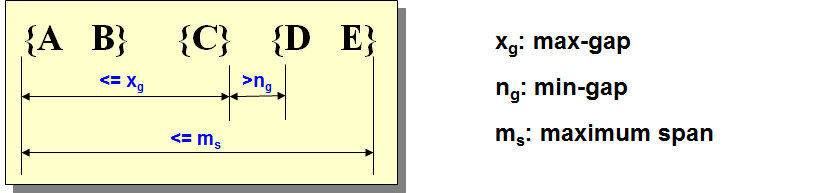 {A B} {C} {D E}
<= xg >ng
<= ms
xg: max-gap
ng: min-gap
ms: maximum span